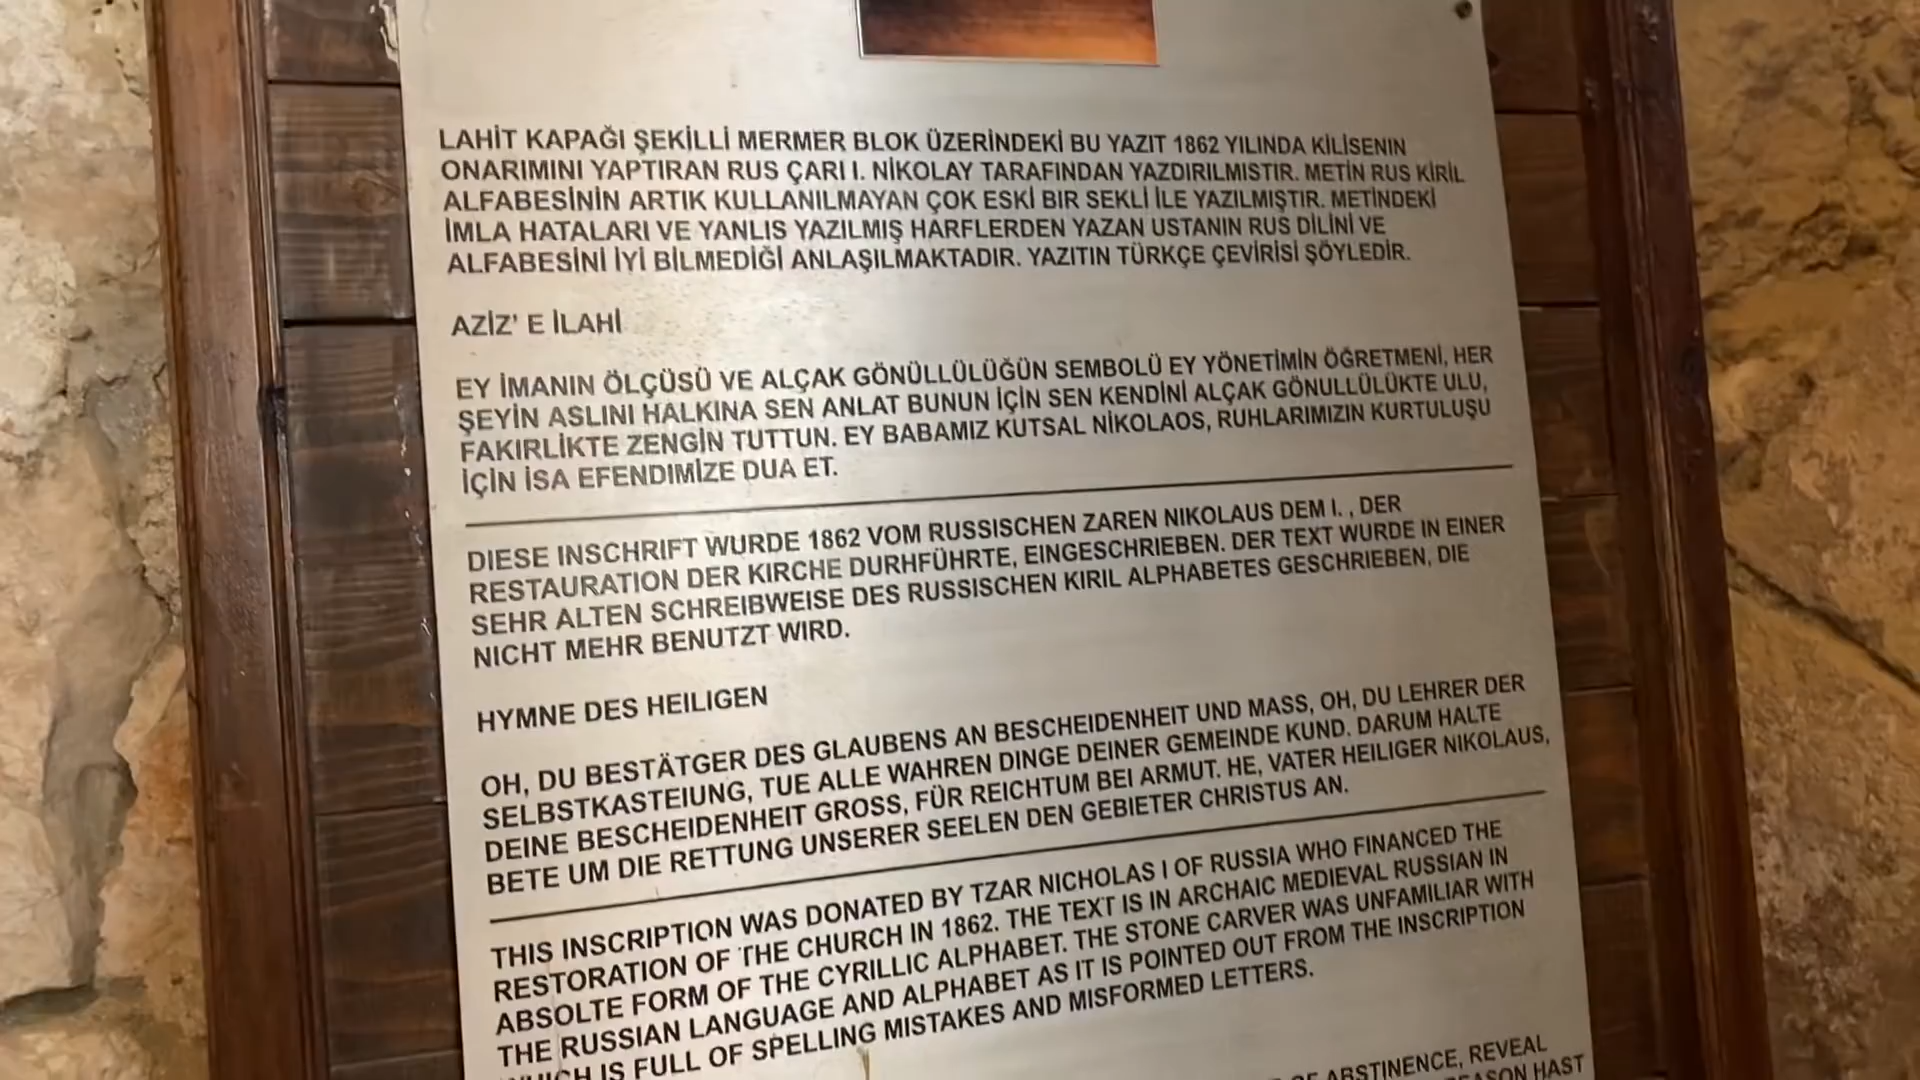 LAHİT KAPAĞI ŞEKİLLİ MERMER BLOK ÜZERİNDEKİ BU YAZIT 1862 YILINDA KİLİSENIN
ONARIMINI YAPTIRAN RUS ÇARI I. NİKOLAY TARAFINDAN YAZDIRILMISTIR. METİN RUS KİRİL
ALFABESİNİN ARTIK KULLANILMAYAN ÇOK ESKİ BIR SEKLİ İLE YAZILMIŞTIR. METİNDEKİ
İMLA HATALARI VE YANLIS YAZILMIŞ HARFLERDEN YAZAN USTANIN RUS DİLİNİ VE
ALFABESİNİ İYİ BİLMEDİĞİ ANLAŞILMAKTADIR. YAZITIN TÜRKÇE ÇEVİRİSİ ŞÖYLEDİR.
AZİZ' E İLAHİ
EY İMANIN ÖLÇÜSÜ VE ALÇAK GÖNÜLLÜLÜĞÜN SEMBOLÜ EY YÖNETİMİN ÖĞRETMENİ, HER
ŞEYİN ASLINI HALKINA SEN ANLAT BUNUN İÇİN SEN KENDİNİ ALÇAK GÖNULLÜLÜKTE ULU,
FAKIRLİKTE ZENGİN TUTTUN. EY BABAMIZ KUTSAL NİKOLAOS, RUHLARIMIZIN KURTULUŞU
İÇİN İSA EFENDIMİZE DUA ET.
DIESE INSCHRIFT WURDE 1862 VOM RUSSISCHEN ZAREN NIKOLAUS DEM I. , DER
RESTAURATION DER KIRCHE DURHFÜHRTE, EINGESCHRIEBEN. DER TEXT WURDE IN EINER
SEHR ALTEN SCHREIBWEISE DES RUSSISCHEN KIRIL ALPHABETES GESCHRIEBEN, DIE
NICHT MEHR BENUTZT WIRD.
HYMNE DES HEILIGEN
OH, DU BESTÄTGER DES GLAUBENS AN BESCHEIDENHEIT UND MASS, OH, DU LEHRER DER
SELBSTKASTEIUNG, TUE ALLE WAHREN DINGE DEINER GEMEINDE KUND. DARUM HALTE
DEINE BESCHEIDENHEIT GROSS, FÜR REICHTUM BEI ARMUT. HE, VATER HEILIGER NIKOLAUS,
BETE UM DIE RETTUNG UNSERER SEELEN DEN GEBIETER CHRISTUS AN.
THIS INSCRIPTION WAS DONATED BY TZAR NICHOLAS I OF RUSSIA WHO FINANCED THE
RESTORATION OF THE CHURCH IN 1862. THE TEXT IS IN ARCHAIC MEDIEVAL RUSSIAN IN
ABSOLTE FORM OF THE CYRILLIC ALPHABET. THE STONE CARVER WAS UNFAMILIAR WITH
THE RUSSIAN LANGUAGE AND ALPHABET AS IT IS POINTED OUT FROM THE INSCRIPTION
WHICH IS FULL OF SPELLING MISTAKES AND MISFORMED LETTERS.
OF ABSTINENCE, REVEAL
HAST